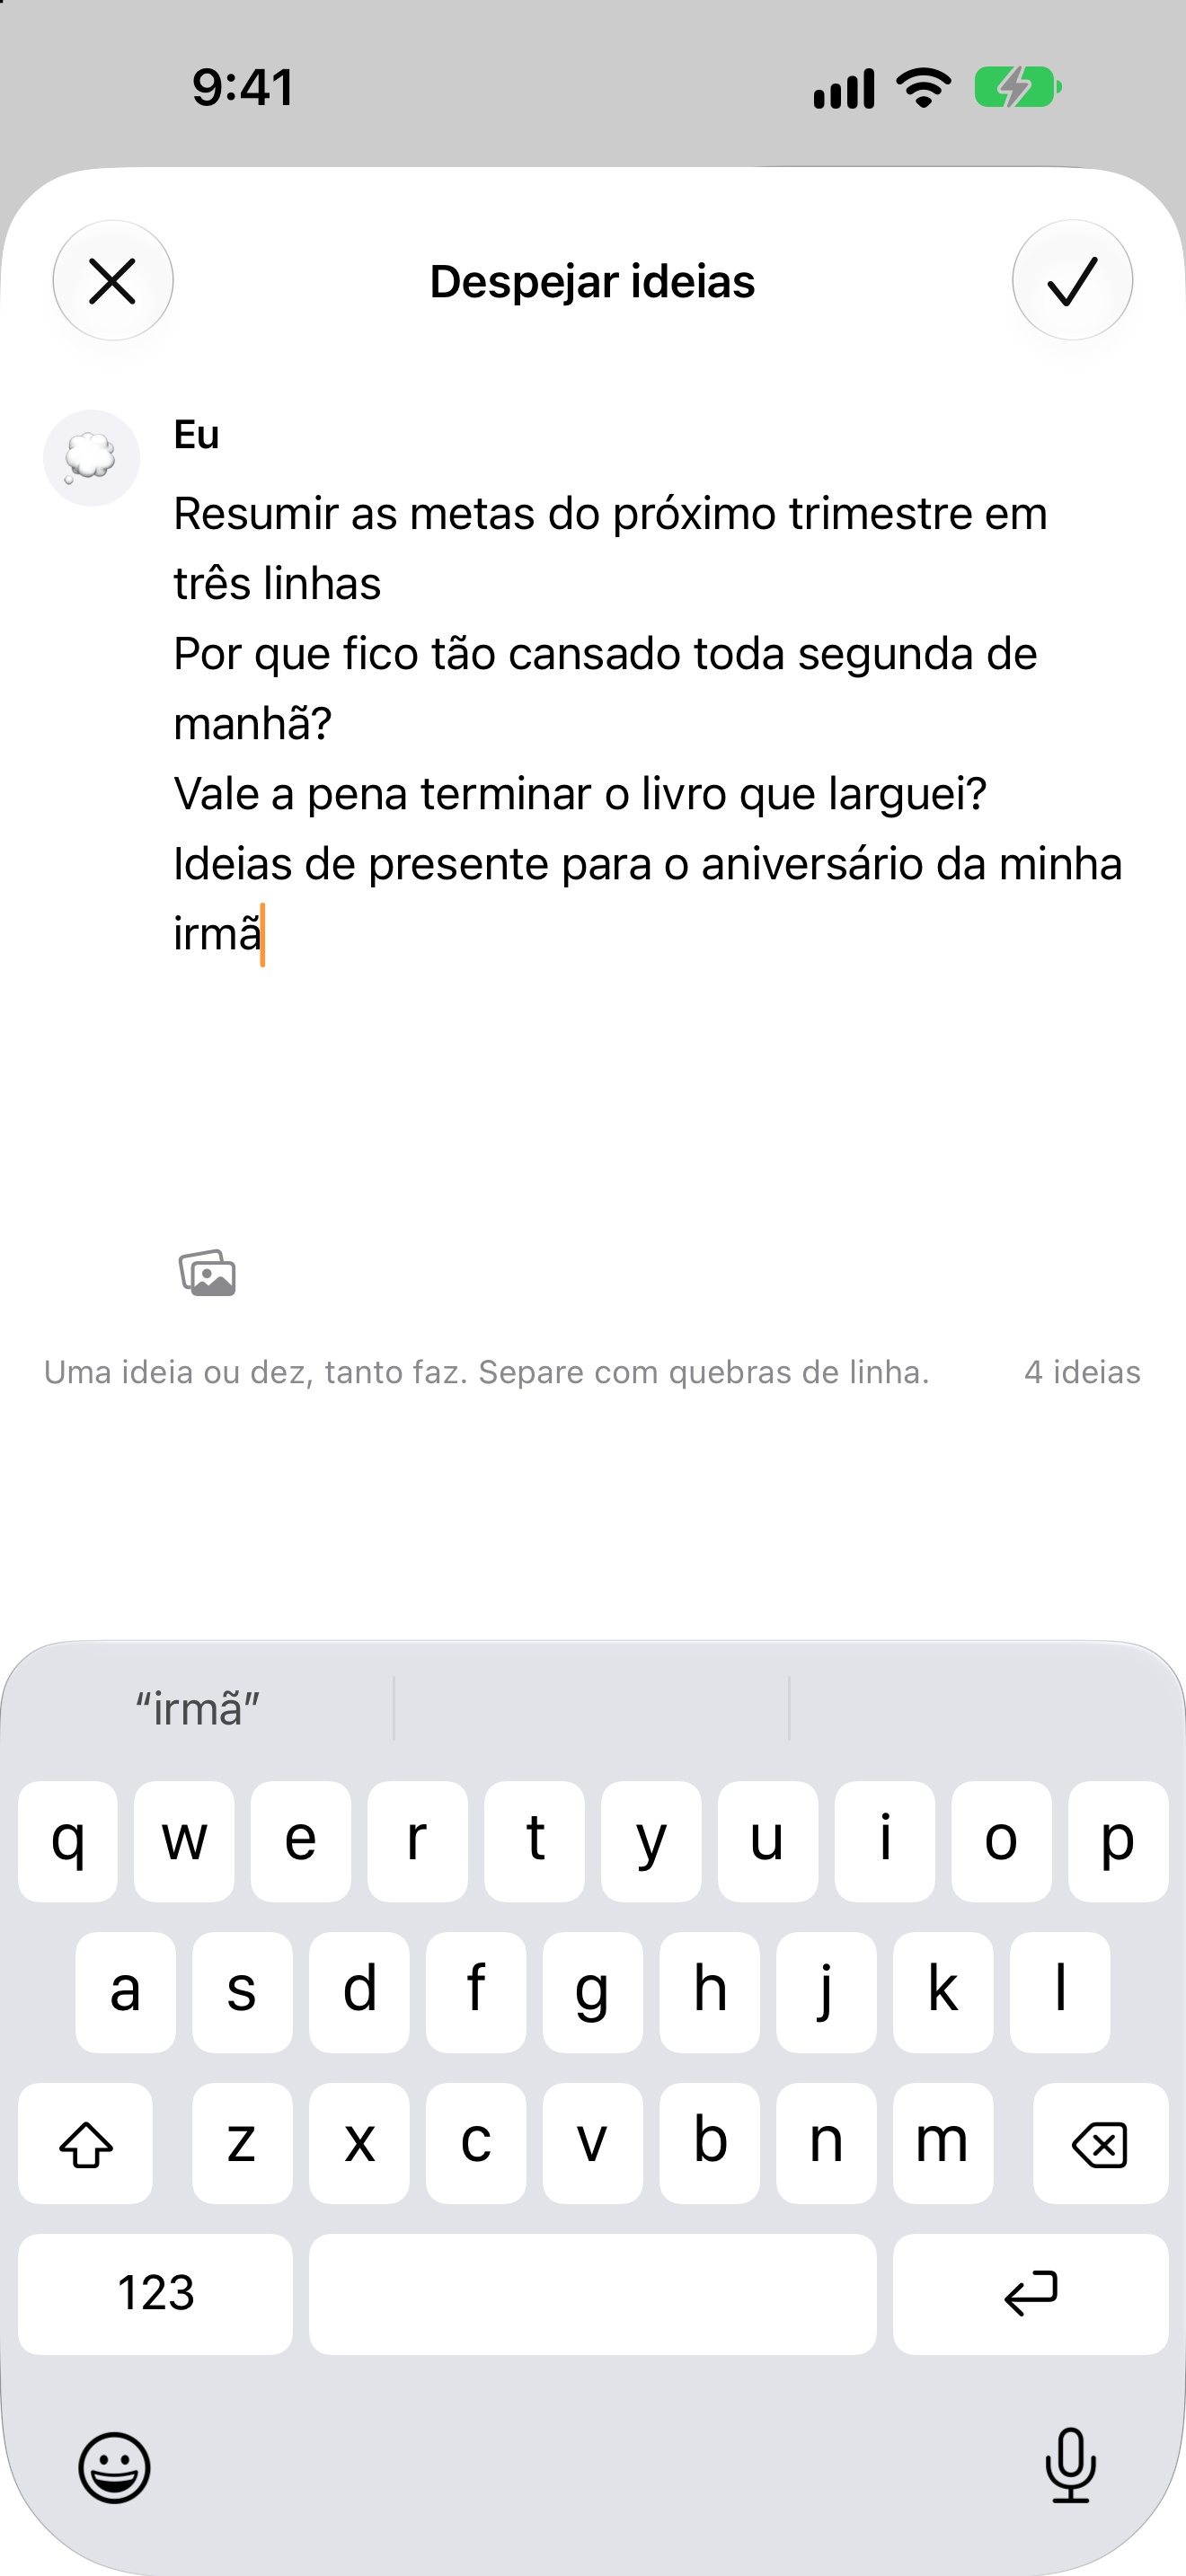 9:41
Despejar ideias
Eu
Resumir as metas do próximo trimestre em
três linhas
Por que fico tão cansado toda segunda de
manhã?
Vale a pena terminar o livro que larguei?
Ideias de presente para o aniversário da minha
irmã
Uma ideia ou dez, tanto faz. Separe com quebras de linha.
4 ideias
“irmã”
q w e r t y u i o p
a s d f g h j k l
z x c v b n m
123